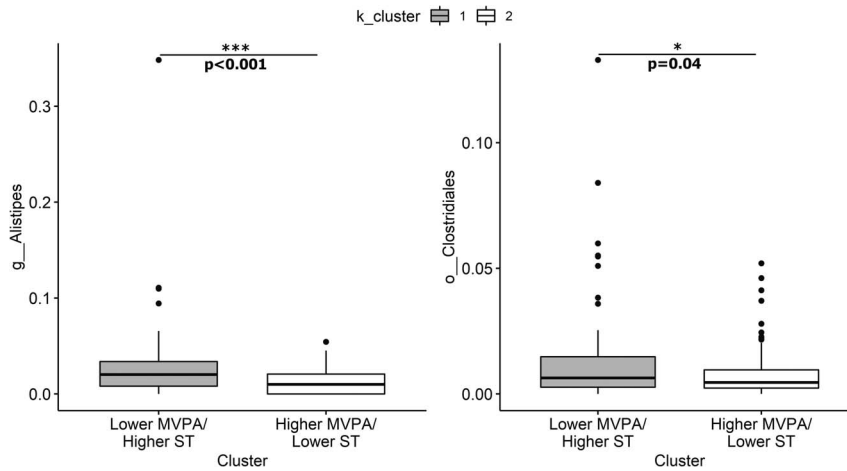 k_cluster 1 2
***
p<0.001
g__Alistipes
0.3
0.2
0.1
0.0
Lower MVPA/
Higher ST
Higher MVPA/
Lower ST
Cluster
*
p=0.04
o__Clostridiales
0.10
0.05
0.00
Lower MVPA/
Higher ST
Higher MVPA/
Lower ST
Cluster